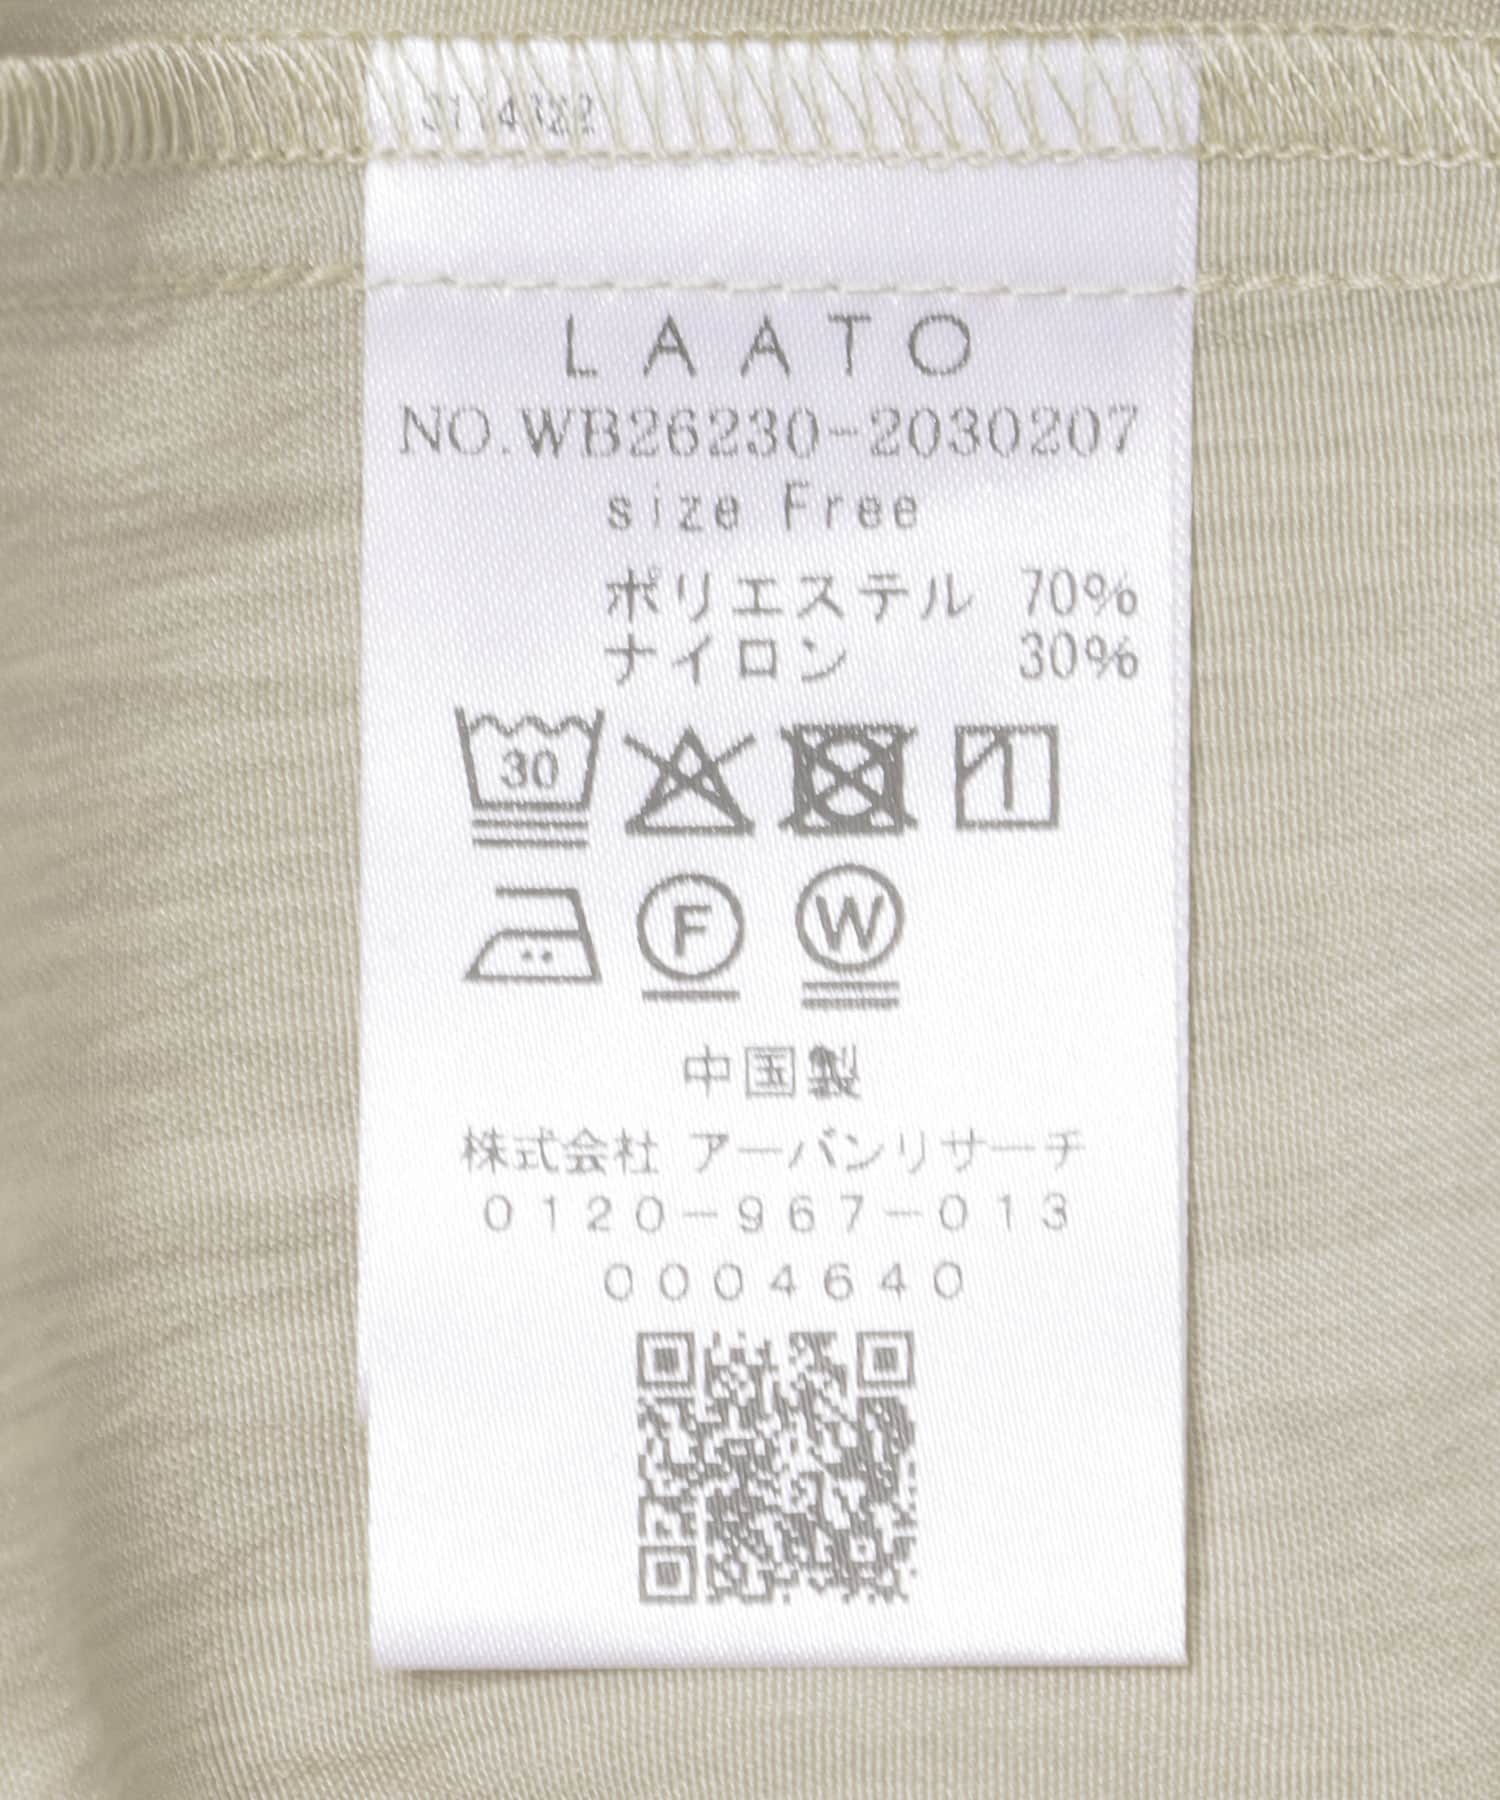 LAATO
NO.WB26230-2030207
size Free
ポリエステル 70%
ナイロン 30%
30
F W
中国製
株式会社 アーバンリサーチ
0120-967-013
0004640